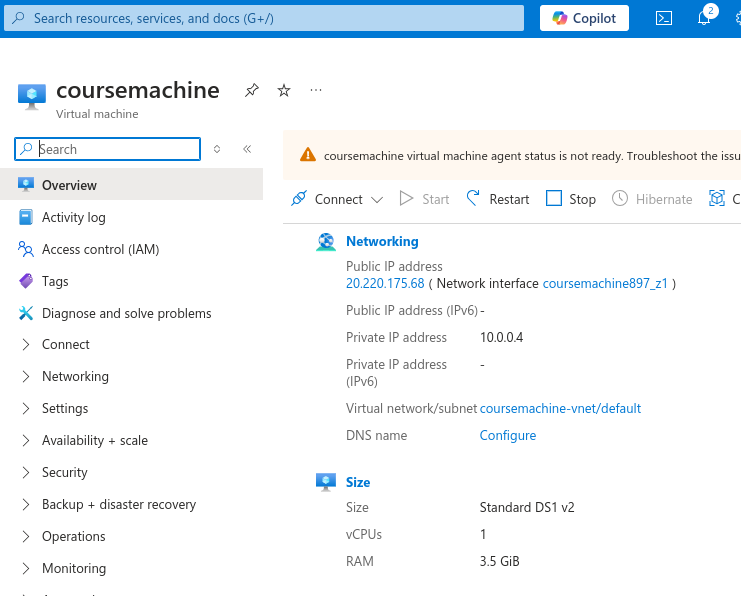 Search resources, services, and docs (G+/)
Copilot
2
coursemachine
Virtual machine
Search
Overview
Activity log
Access control (IAM)
Tags
Diagnose and solve problems
Connect
Networking
Settings
Availability + scale
Security
Backup + disaster recovery
Operations
Monitoring
coursemachine virtual machine agent status is not ready. Troubleshoot the issu
Connect
Start
Restart
Stop
Hibernate
C
Networking
Public IP address
20.220.175.68 ( Network interface coursemachine897_z1 )
Public IP address (IPv6) -
Private IP address 10.0.0.4
Private IP address (IPv6) -
Virtual network/subnet coursemachine-vnet/default
DNS name Configure
Size
Size Standard DS1 v2
vCPUs 1
RAM 3.5 GiB